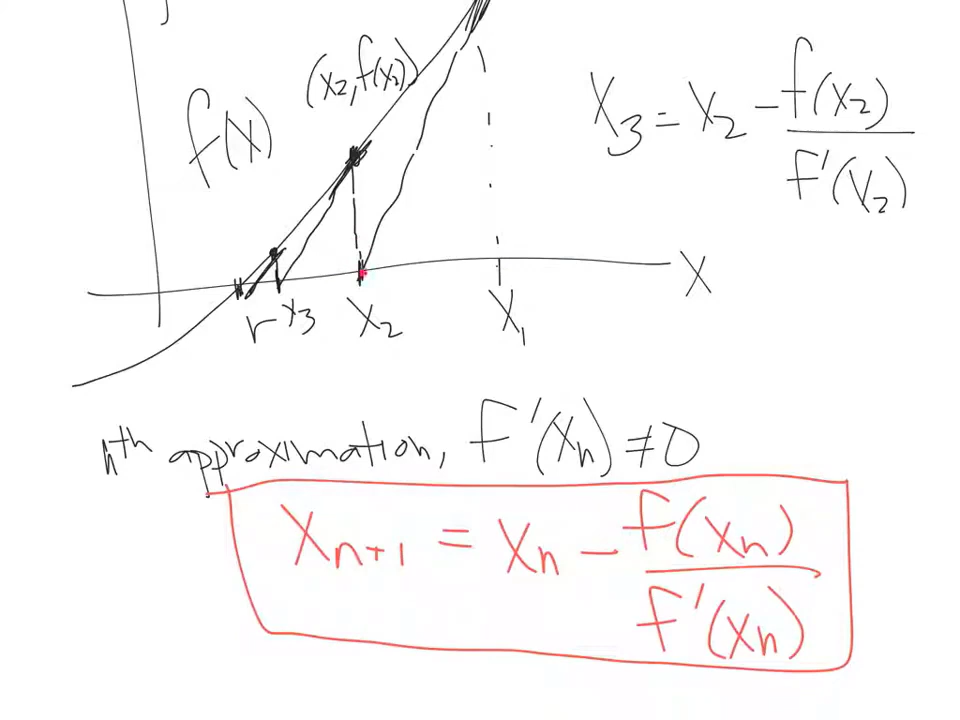 (x₂, f(x₂))
f(x)
x₃ = x₂ - f(x₂)/f'(x₂)
x
r x₃ x₂ x₁
nth approximation, f'(xn) ≠ 0
xn+1 = xn - f(xn)/f'(xn)